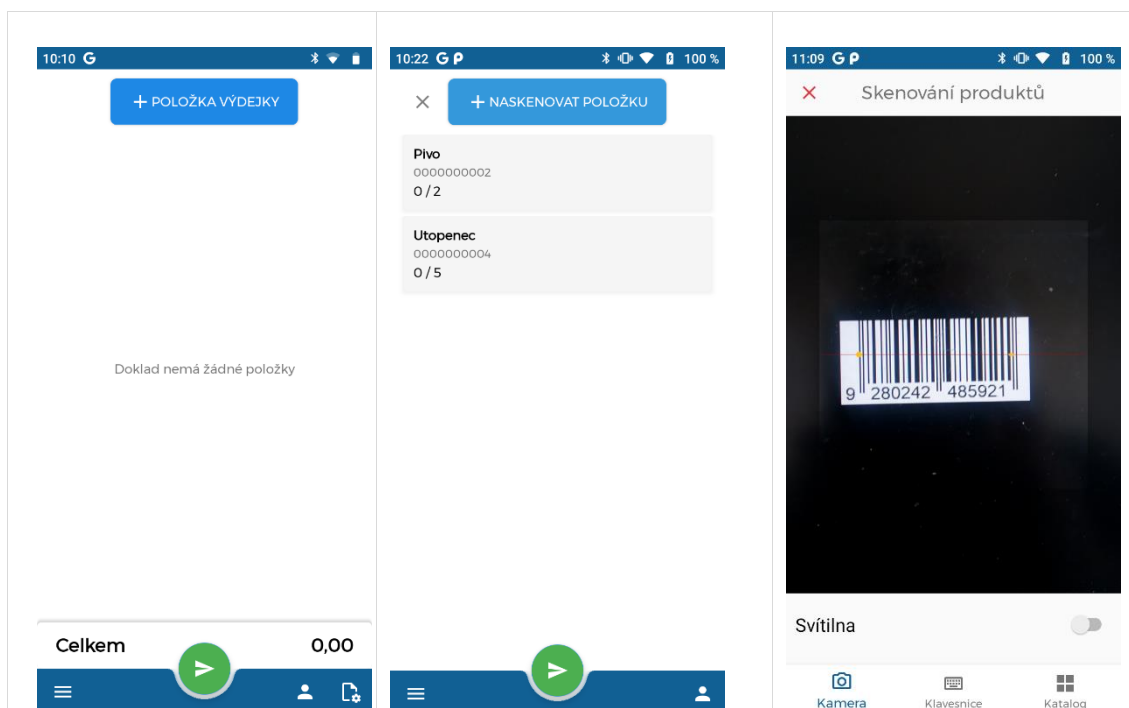 10:10 G
+ POLOŽKA VÝDEJKY
Doklad nemá žádné položky
Celkem 0,00
10:22 G P 100 %
+ NASKENOVAT POLOŽKU
Pivo
0000000002
0 / 2
Utopenec
0000000004
0 / 5
11:09 G P 100 %
Skenování produktů
9 280242 485921
Svítilna
Kamera Klavesnice Katalog